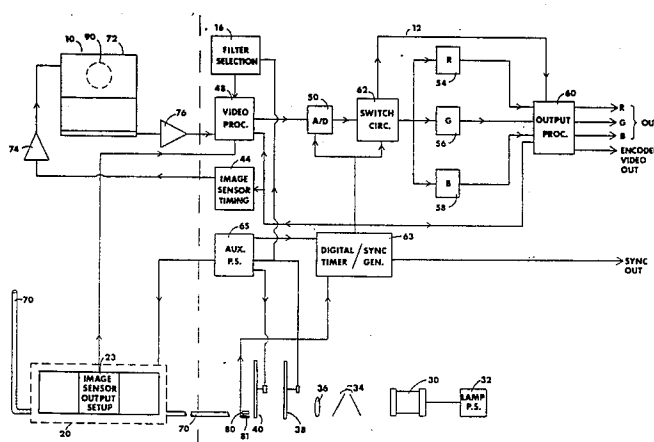 10
90
72
16
FILTER
SELECTION
12
48
VIDEO
PROC.
50
A/D
62
SWITCH
CIRC.
R
54
G
56
B
58
60
OUTPUT
PROC.
R
G
B
OU
ENCODE
VIDEO
OUT
76
74
44
IMAGE
SENSOR
TIMING
65
AUX.
P.S.
63
DIGITAL
TIMER / SYNC
GEN.
SYNC
OUT
70
23
IMAGE
SENSOR
OUTPUT
SETUP
20
70
80
81
40
38
36
34
30
32
LAMP
P.S.